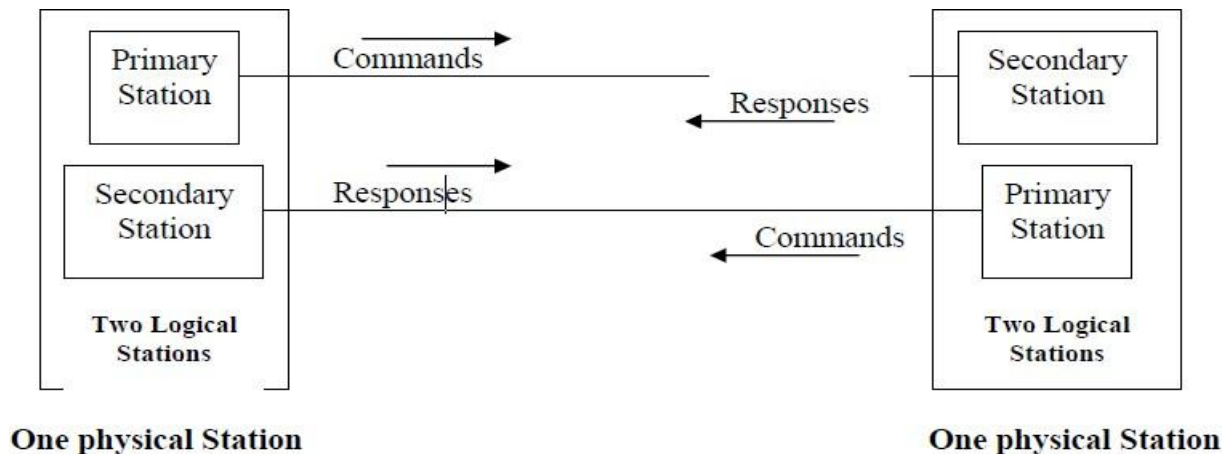 Primary
Station
Commands
Secondary
Station
Responses
Secondary
Station
Responses
Primary
Station
Commands
Two Logical
Stations
Two Logical
Stations
One physical Station
One physical Station